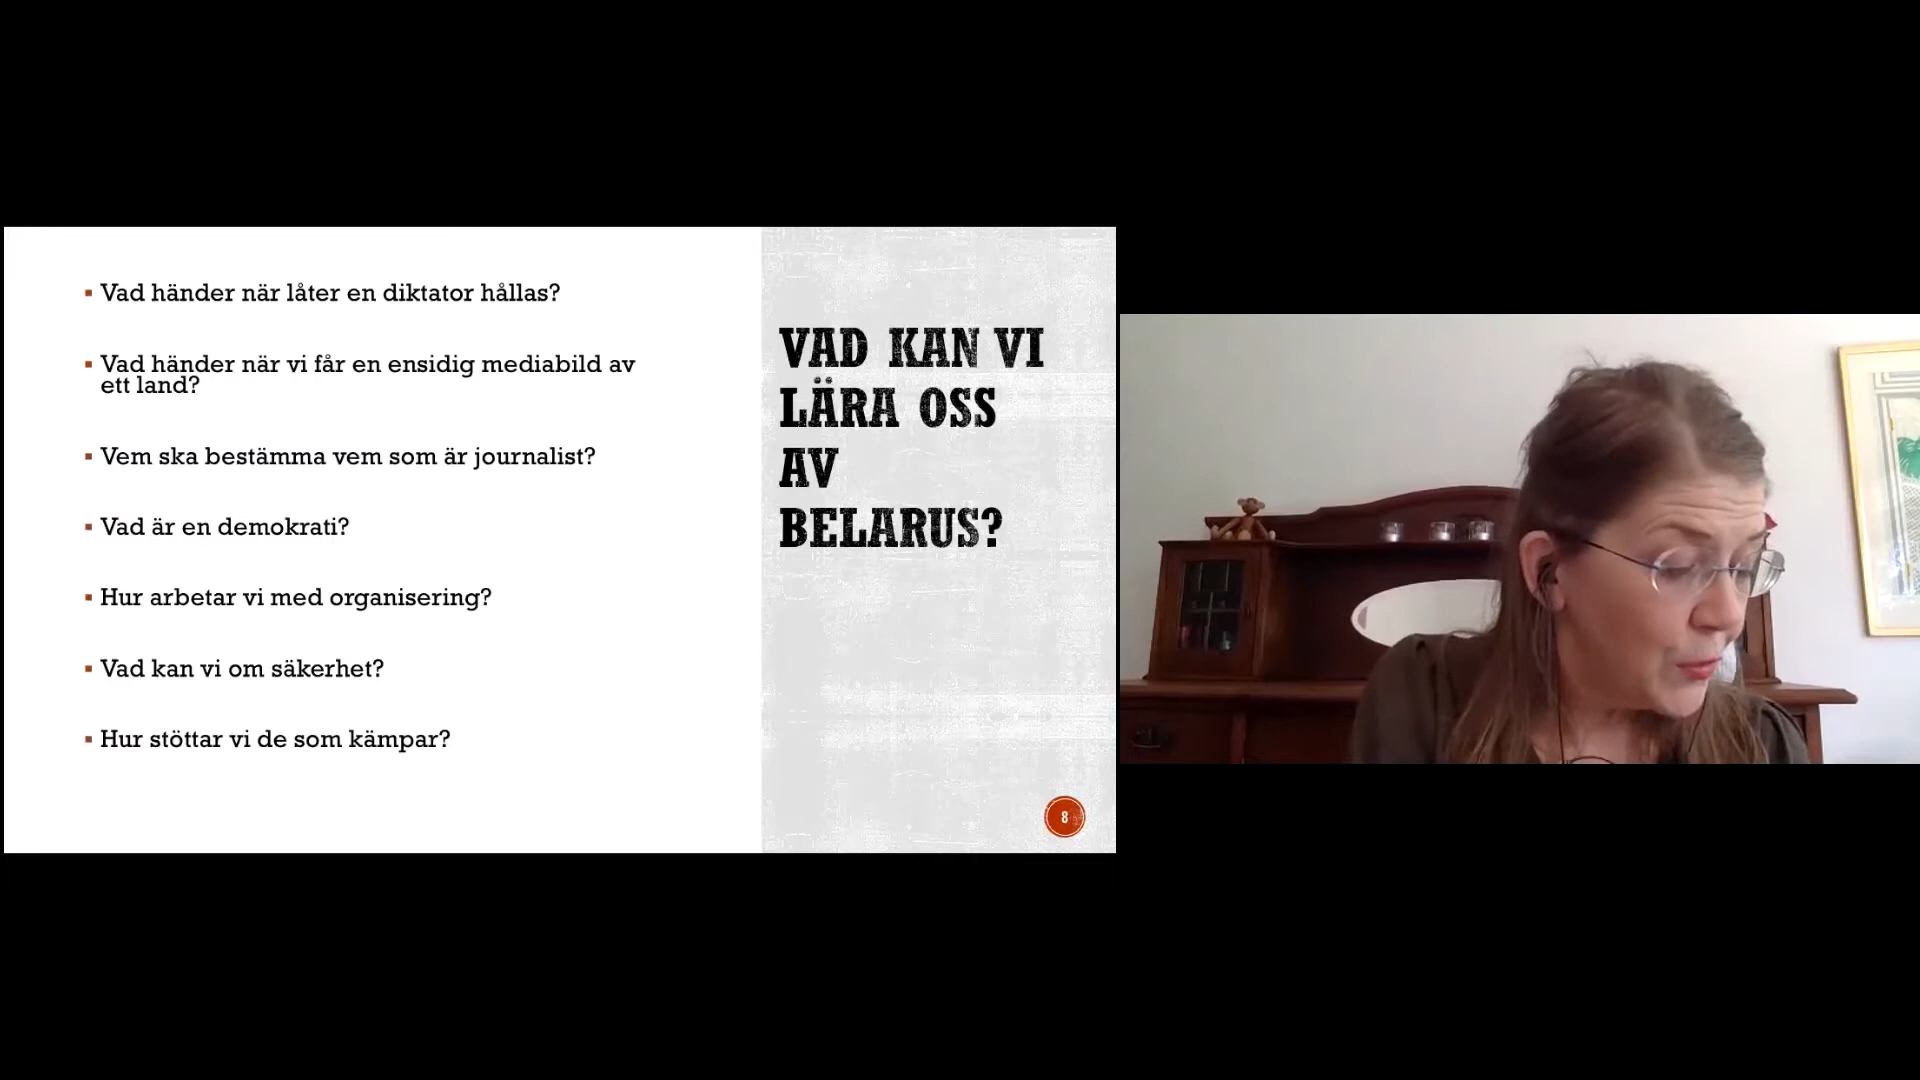 Vad händer när låter en diktator hållas?
Vad händer när vi får en ensidig mediabild av
ett land?
Vem ska bestämma vem som är journalist?
Vad är en demokrati?
Hur arbetar vi med organisering?
Vad kan vi om säkerhet?
Hur stöttar vi de som kämpar?
VAD KAN VI
LÄRA OSS
AV
BELARUS?
8